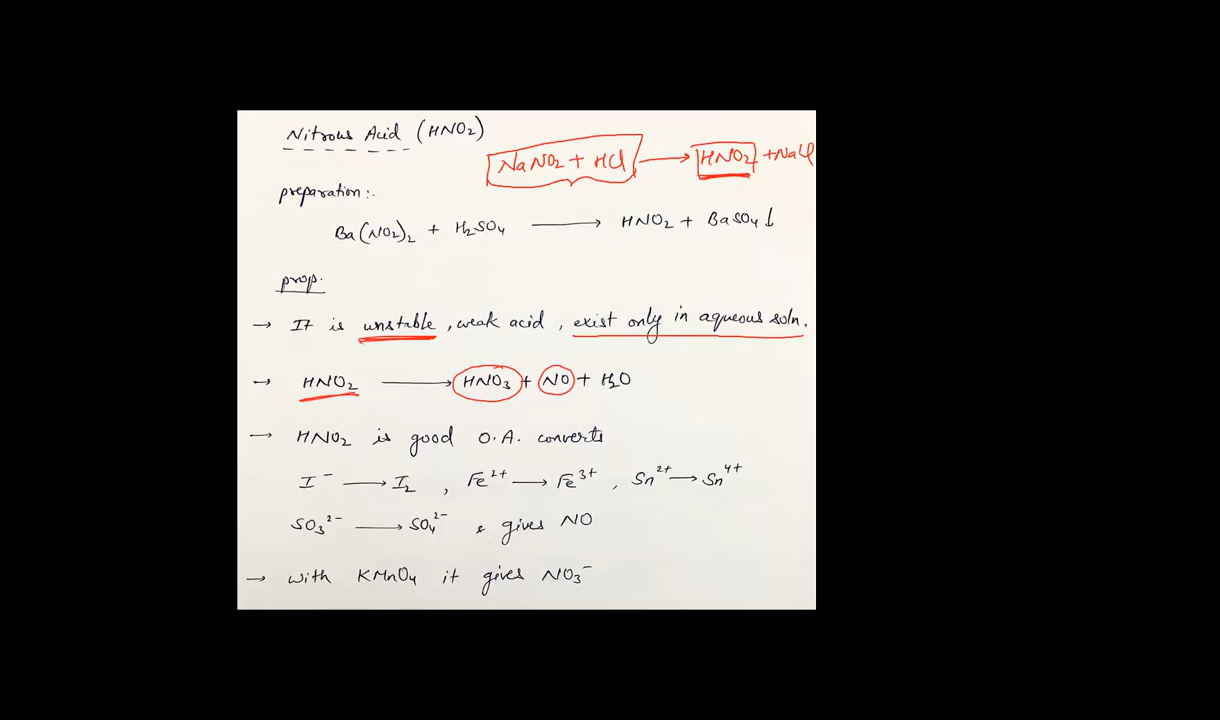 Nitrous Acid (HNO2)
NaNO2 + HCl → HNO2 + NaCl
preparation:-
Ba(NO2)2 + H2SO4 → HNO2 + BaSO4↓
prop.
→ It is unstable, weak acid, exist only in aqueous soln.
→ HNO2 → HNO3 + NO + H2O
→ HNO2 is good O.A. converts
I⁻ → I2, Fe²⁺ → Fe³⁺, Sn²⁺ → Sn⁴⁺
SO3²⁻ → SO4²⁻ & gives NO
→ with KMnO4 it gives NO3⁻